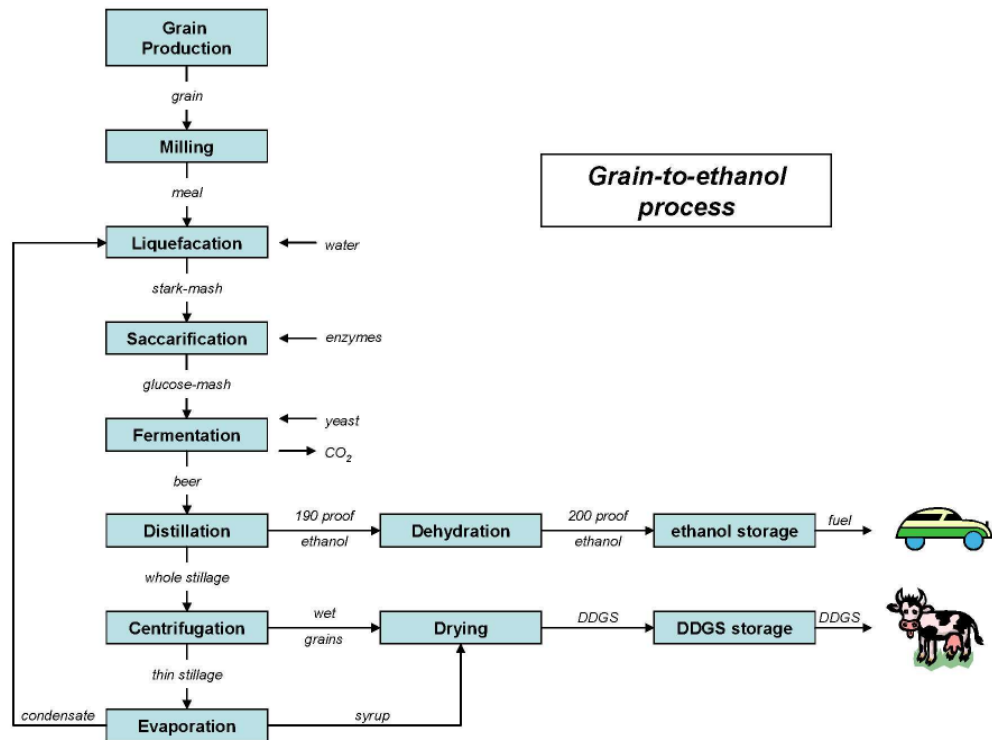 Grain
Production
grain
Milling
Grain-to-ethanol
process
meal
Liquefacation
water
stark-mash
Saccarification
enzymes
glucose-mash
Fermentation
yeast
CO₂
beer
Distillation
190 proof
ethanol
Dehydration
200 proof
ethanol
ethanol storage
fuel
whole stillage
Centrifugation
wet
grains
Drying
DDGS
DDGS storage
DDGS
thin stillage
condensate
Evaporation
syrup